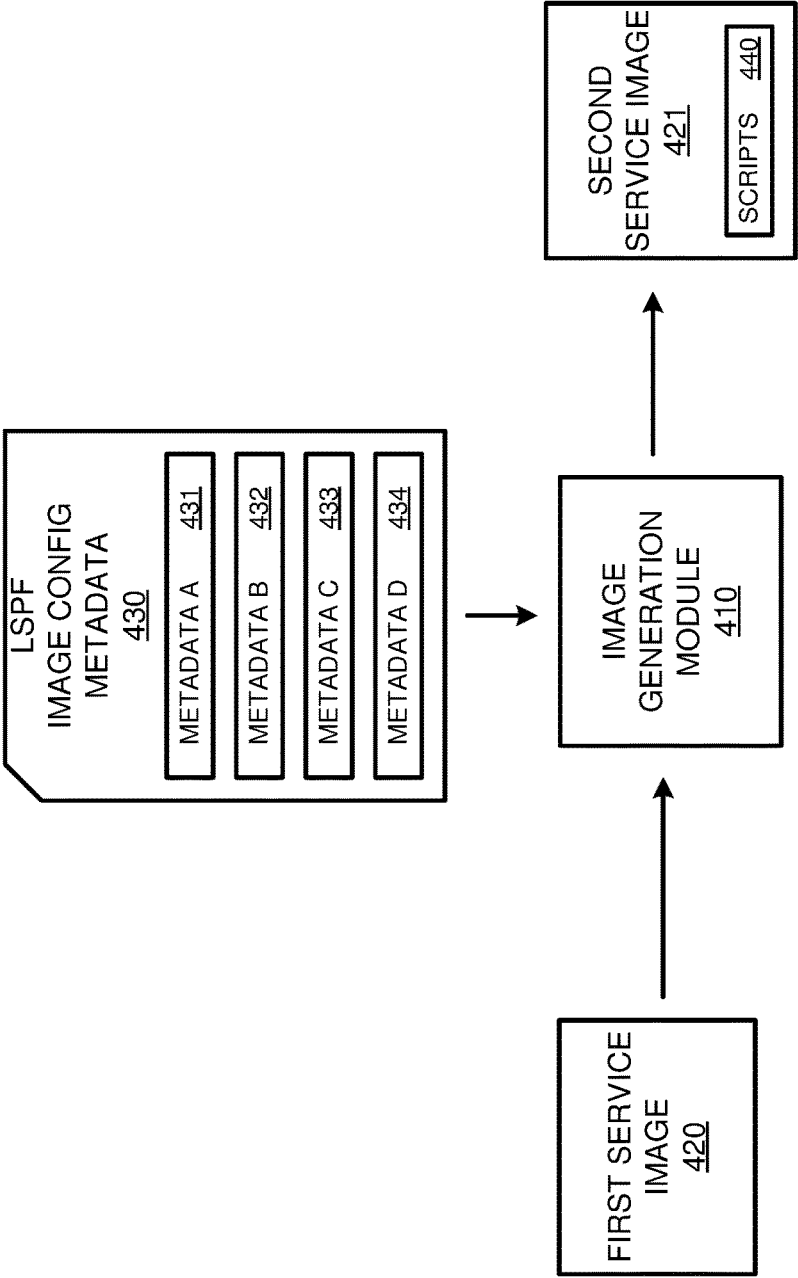 LSPF
IMAGE CONFIG
METADATA
430
METADATA A 431
METADATA B 432
METADATA C 433
METADATA D 434
FIRST SERVICE
IMAGE
420
IMAGE
GENERATION
MODULE
410
SECOND
SERVICE IMAGE
421
SCRIPTS 440